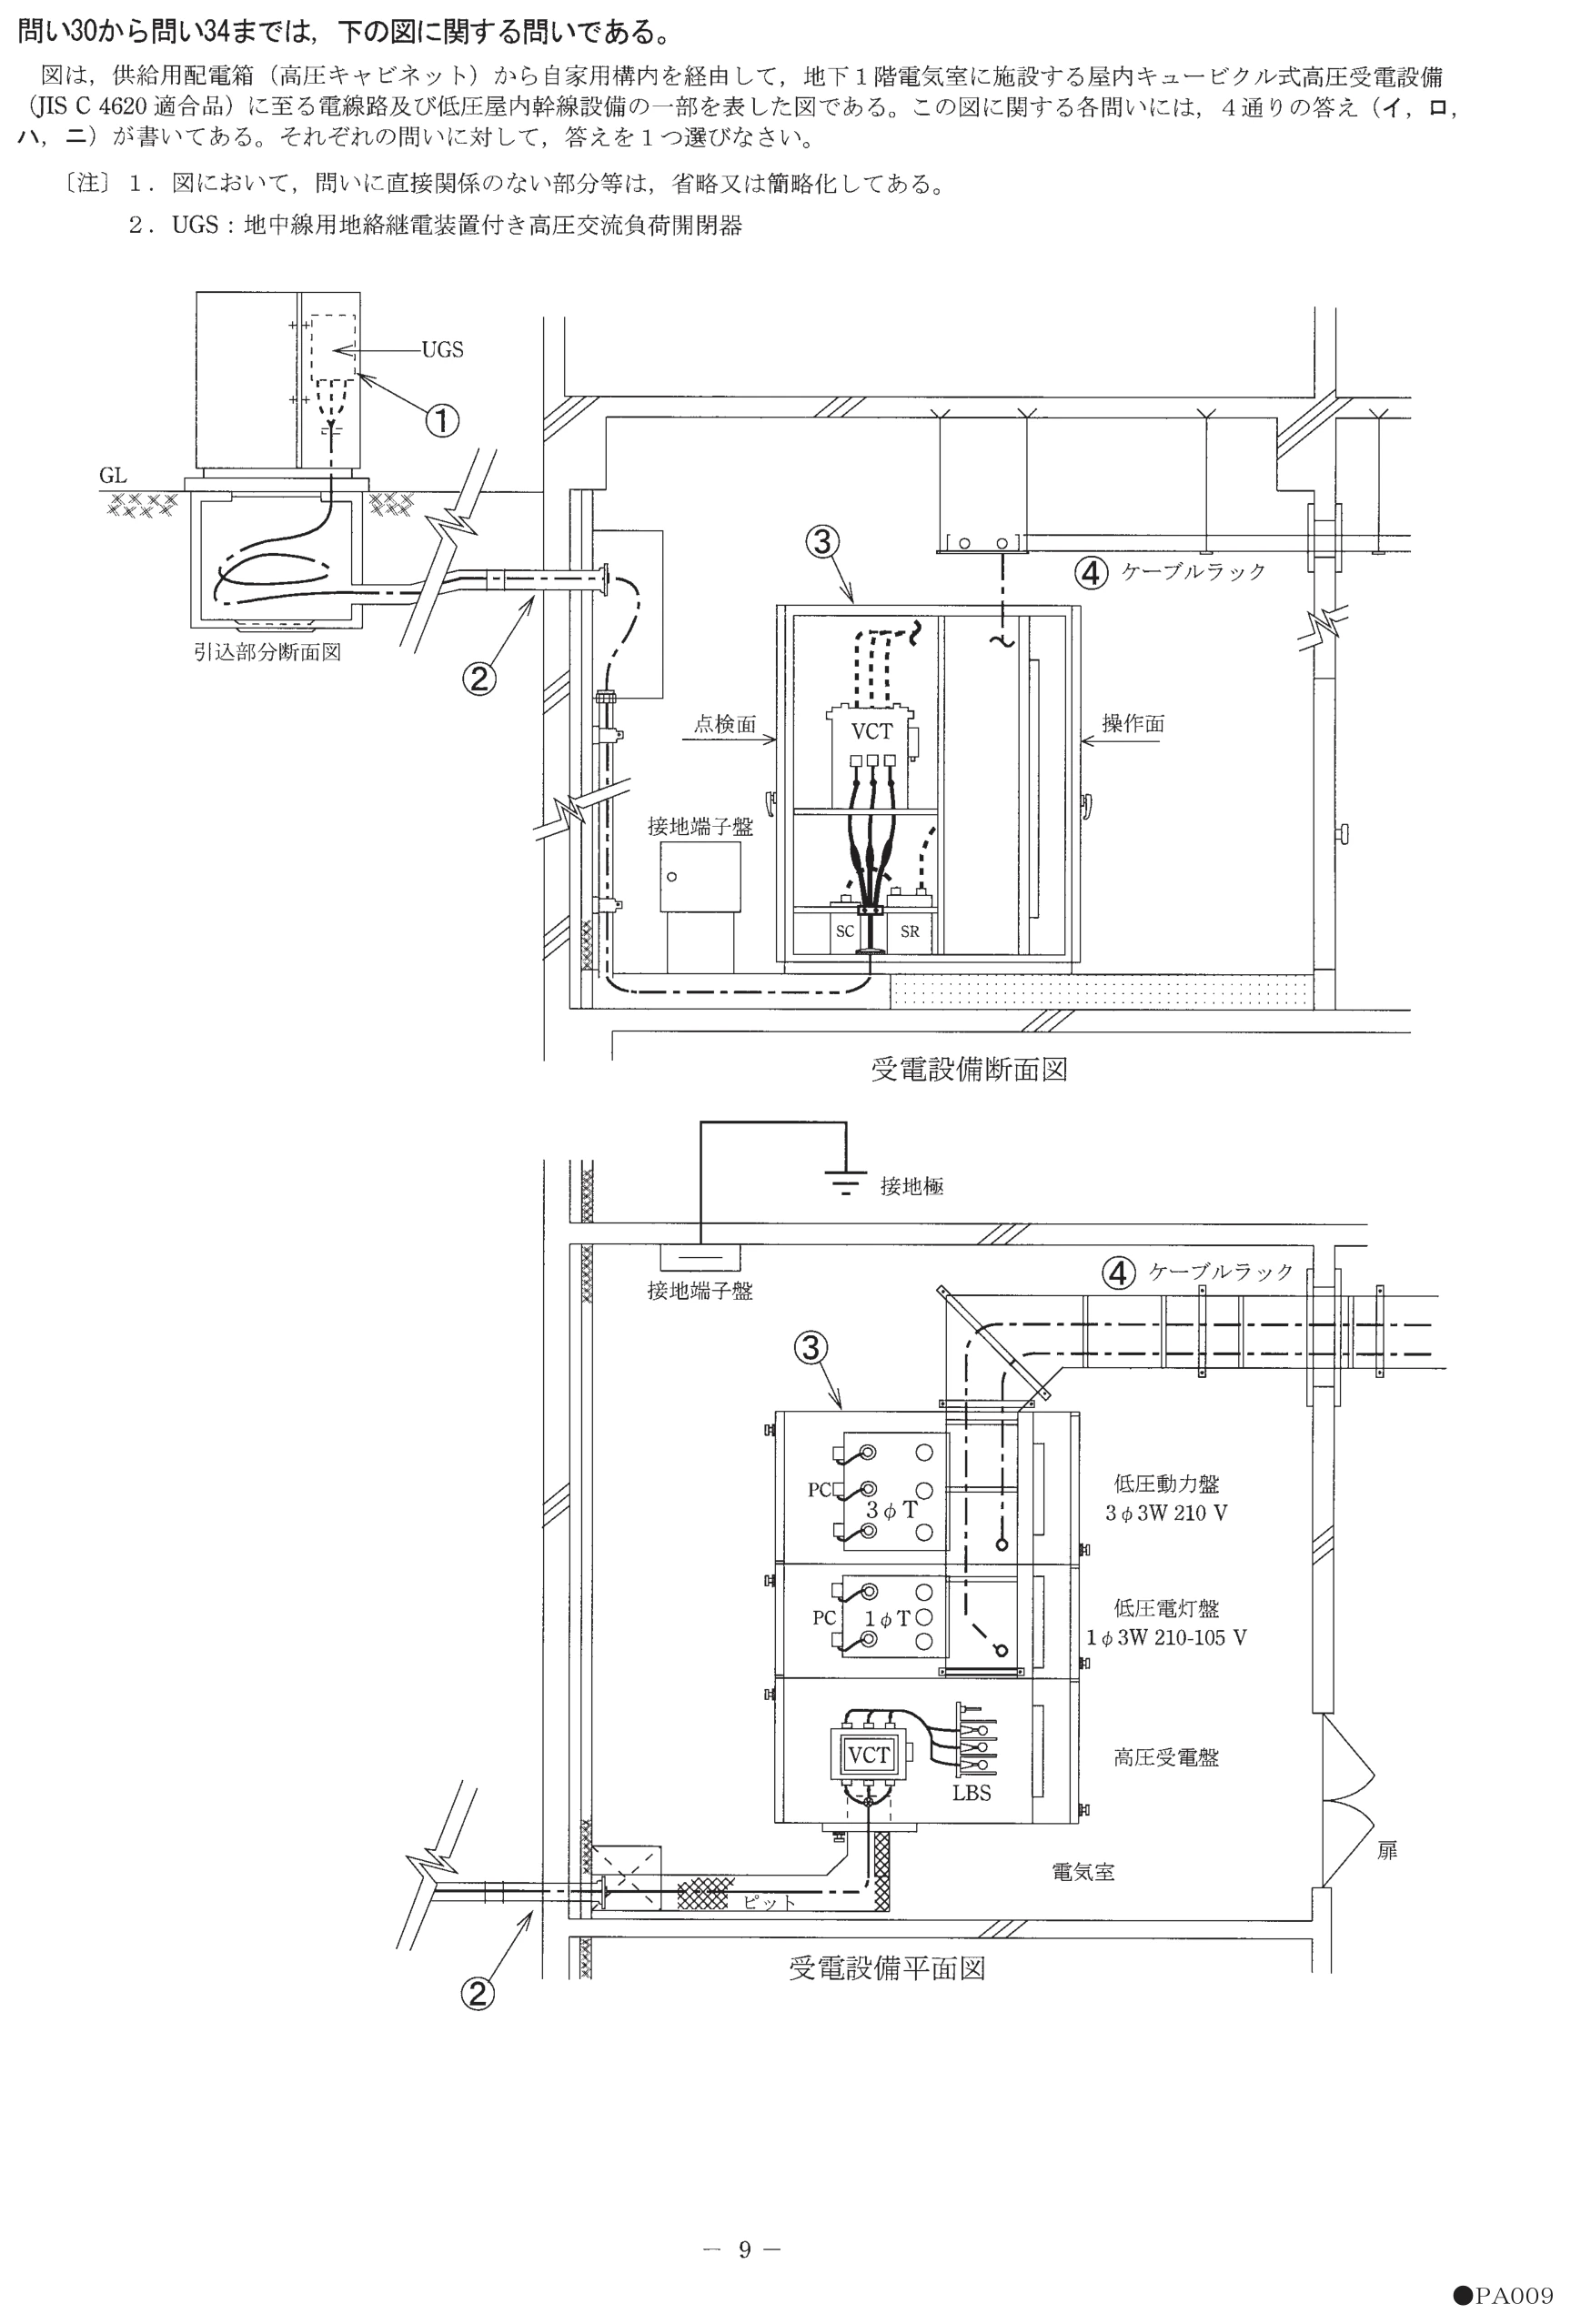 問い30から問い34までは，下の図に関する問いである。
図は，供給用配電箱（高圧キャビネット）から自家用構内を経由して，地下１階電気室に施設する屋内キュービクル式高圧受電設備
（JIS C 4620 適合品）に至る電線路及び低圧屋内幹線設備の一部を表した図である。この図に関する各問いには，４通りの答え（イ，ロ，
ハ，ニ）が書いてある。それぞれの問いに対して，答えを１つ選びなさい。
〔注〕１．図において，問いに直接関係のない部分等は，省略又は簡略化してある。
２．UGS：地中線用地絡継電装置付き高圧交流負荷開閉器
UGS
①
GL
③
④ ケーブルラック
引込部分断面図
②
点検面
VCT
操作面
接地端子盤
SC
SR
受電設備断面図
接地極
④ ケーブルラック
接地端子盤
③
PC
3φT
低圧動力盤
3φ3W 210 V
PC
1φT
低圧電灯盤
1φ3W 210-105 V
VCT
LBS
高圧受電盤
扉
電気室
ピット
②
受電設備平面図
－ 9 －
●PA009